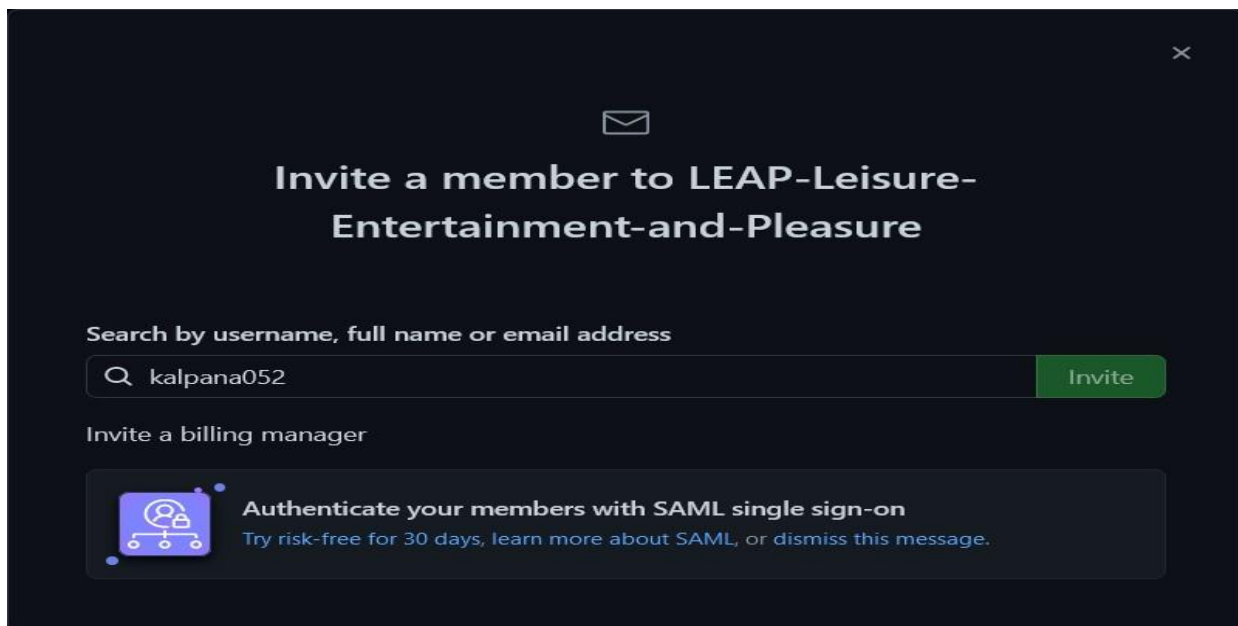 Invite a member to LEAP-Leisure-
Entertainment-and-Pleasure
Search by username, full name or email address
kalpana052
Invite
Invite a billing manager
Authenticate your members with SAML single sign-on
Try risk-free for 30 days, learn more about SAML, or dismiss this message.